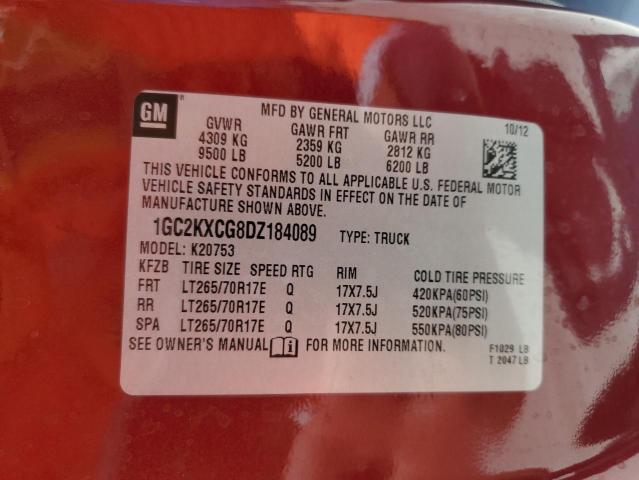 GM
MFD BY GENERAL MOTORS LLC
10/12
GVWR GAWR FRT GAWR RR
4309 KG 2359 KG 2812 KG
9500 LB 5200 LB 6200 LB
THIS VEHICLE CONFORMS TO ALL APPLICABLE U.S. FEDERAL MOTOR
VEHICLE SAFETY STANDARDS IN EFFECT ON THE DATE OF
MANUFACTURE SHOWN ABOVE.
1GC2KXCG8DZ184089 TYPE: TRUCK
MODEL: K20753
KFZB TIRE SIZE SPEED RTG RIM COLD TIRE PRESSURE
FRT LT265/70R17E Q 17X7.5J 420KPA(60PSI)
RR LT265/70R17E Q 17X7.5J 520KPA(75PSI)
SPA LT265/70R17E Q 17X7.5J 550KPA(80PSI)
SEE OWNER'S MANUAL i FOR MORE INFORMATION.
F1029 LB
T 2047 LB